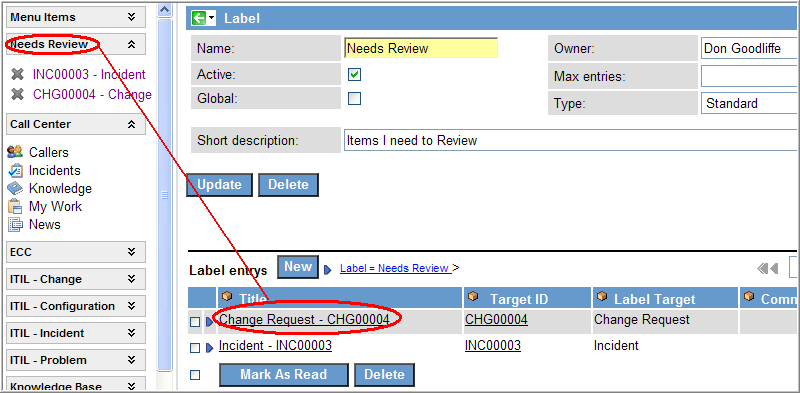 Menu Items
Needs Review
INC00003 - Incident
CHG00004 - Change
Call Center
Callers
Incidents
Knowledge
My Work
News
ECC
ITIL - Change
ITIL - Configuration
ITIL - Incident
ITIL - Problem
Knowledge Base
Label
Name: Needs Review Owner: Don Goodliffe
Active: Max entries:
Global: Type: Standard
Short description: Items I need to Review
Update Delete
Label entrys New Label = Needs Review >
Title Target ID Label Target Comm
Change Request - CHG00004 CHG00004 Change Request
Incident - INC00003 INC00003 Incident
Mark As Read Delete